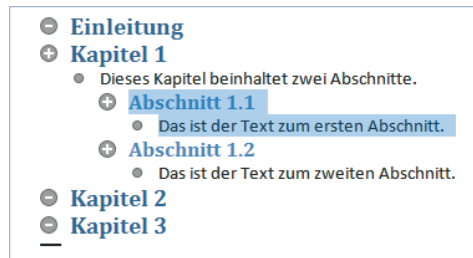 Einleitung
Kapitel 1
Dieses Kapitel beinhaltet zwei Abschnitte.
Abschnitt 1.1
Das ist der Text zum ersten Abschnitt.
Abschnitt 1.2
Das ist der Text zum zweiten Abschnitt.
Kapitel 2
Kapitel 3